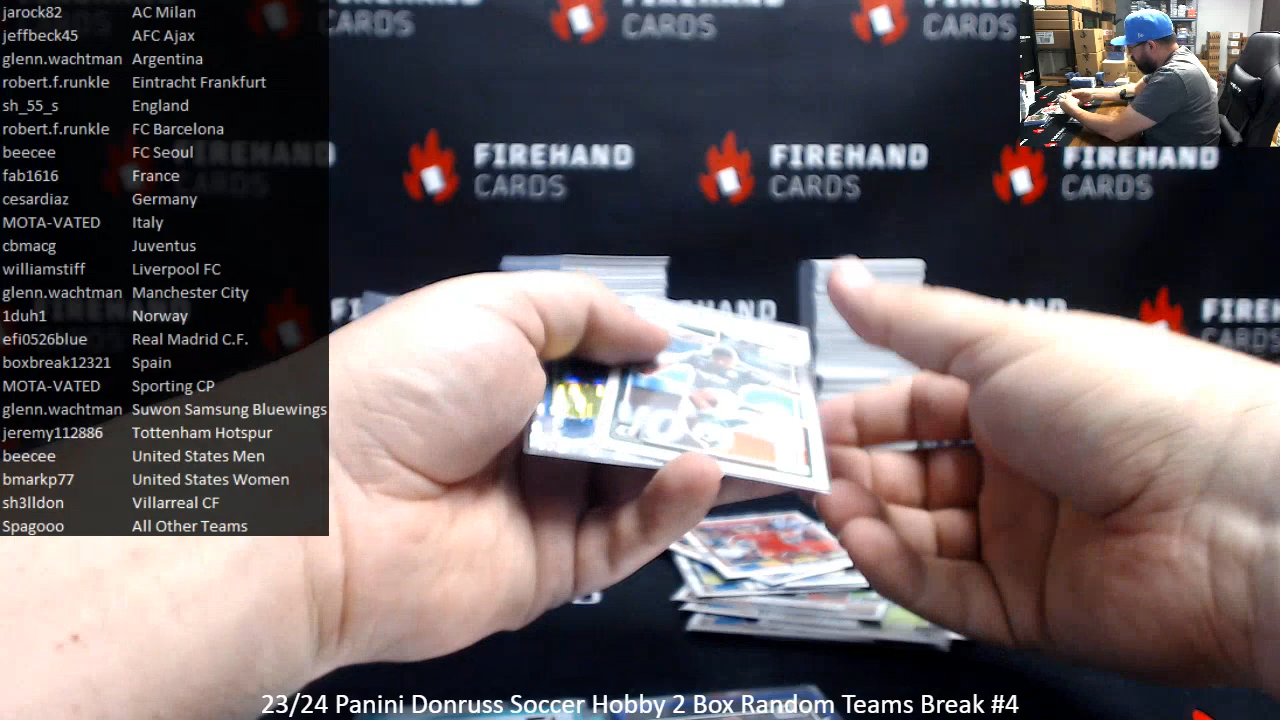 jarock82 AC Milan
jeffbeck45 AFC Ajax
glenn.wachtman Argentina
robert.f.runkle Eintracht Frankfurt
sh_55_s England
robert.f.runkle FC Barcelona
beecee FC Seoul
fab1616 France
cesardiaz Germany
MOTA-VATED Italy
cbmacg Juventus
williamstiff Liverpool FC
glenn.wachtman Manchester City
1duh1 Norway
efi0526blue Real Madrid C.F.
boxbreak12321 Spain
MOTA-VATED Sporting CP
glenn.wachtman Suwon Samsung Bluewings
jeremy112886 Tottenham Hotspur
beecee United States Men
bmarkp77 United States Women
sh3lldon Villarreal CF
Spagooo All Other Teams
CARDS
CARDS
CARDS
FIREHAND
CARDS
FIREHAND
CARDS
FIREHAND
CARDS
FIREHAND
CARDS
23/24 Panini Donruss Soccer Hobby 2 Box Random Teams Break #4